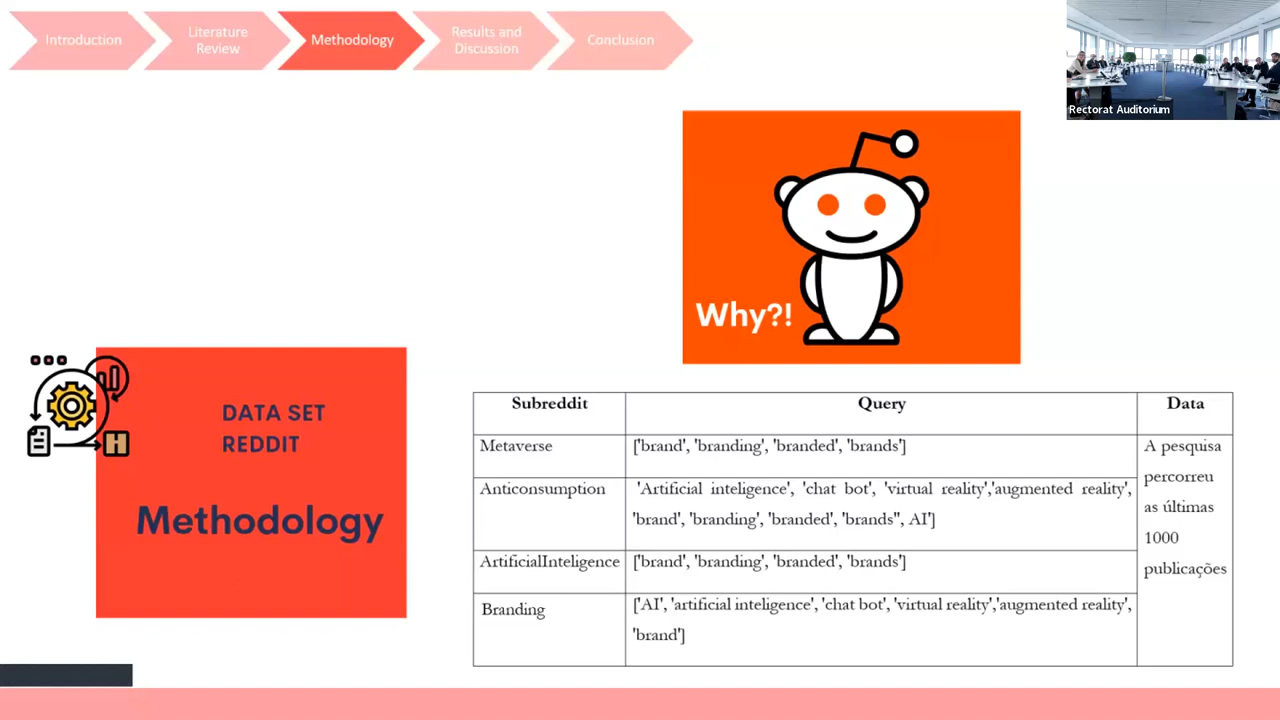 Introduction
Literature
Review
Methodology
Results and
Discussion
Conclusion
Rectorat Auditorium
Why?!
DATA SET
REDDIT
Methodology
Subreddit
Query
Data
Metaverse
['brand', 'branding', 'branded', 'brands']
A pesquisa
percorreu
as últimas
1000
publicações
Anticonsumption
'Artificial inteligence', 'chat bot', 'virtual reality','augmented reality',
'brand', 'branding', 'branded', 'brands'', AI']
ArtificialInteligence
['brand', 'branding', 'branded', 'brands']
Branding
['AI', 'artificial inteligence', 'chat bot', 'virtual reality','augmented reality',
'brand']